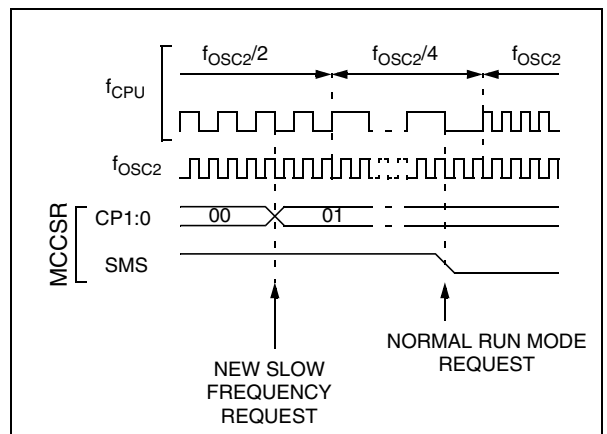 fOSC2/2 fOSC2/4 fOSC2
fCPU
fOSC2
MCCSR
CP1:0 00 01
SMS
NEW SLOW
FREQUENCY
REQUEST
NORMAL RUN MODE
REQUEST